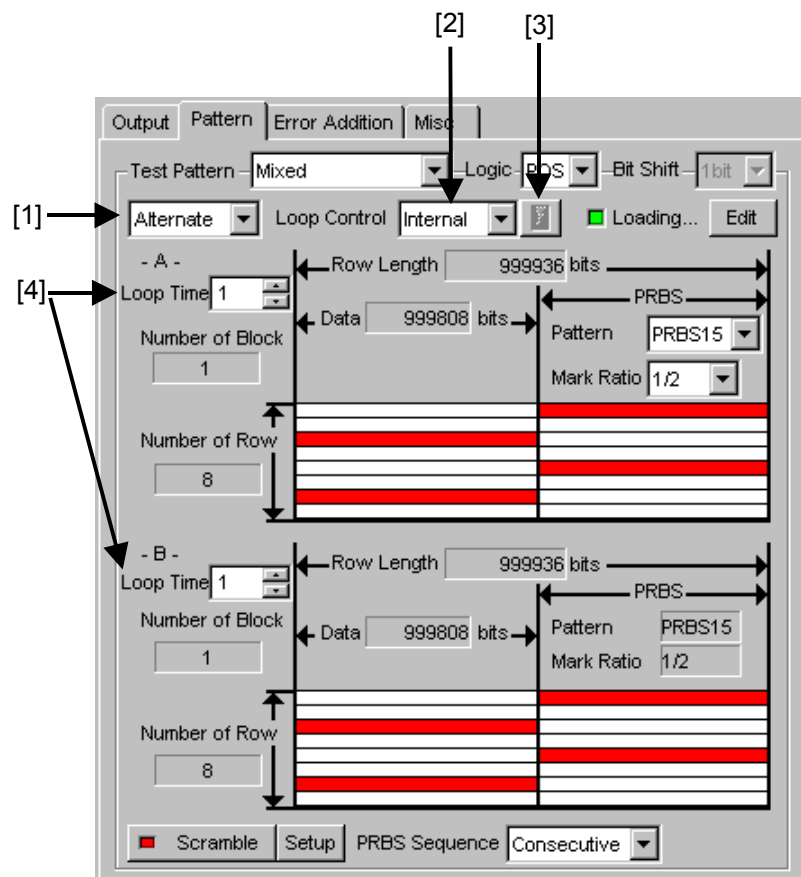 [2] [3]
Output Pattern Error Addition Misc
Test Pattern Mixed Logic POS Bit Shift 1bit
[1] Alternate Loop Control Internal Loading... Edit
- A -
Row Length 999936 bits
[4] Loop Time 1
PRBS
Data 999808 bits
Pattern PRBS15
Number of Block
1
Mark Ratio 1/2
Number of Row
8
- B -
Row Length 999936 bits
Loop Time 1
PRBS
Number of Block
Data 999808 bits
Pattern PRBS15
1
Mark Ratio 1/2
Number of Row
8
Scramble Setup PRBS Sequence Consecutive